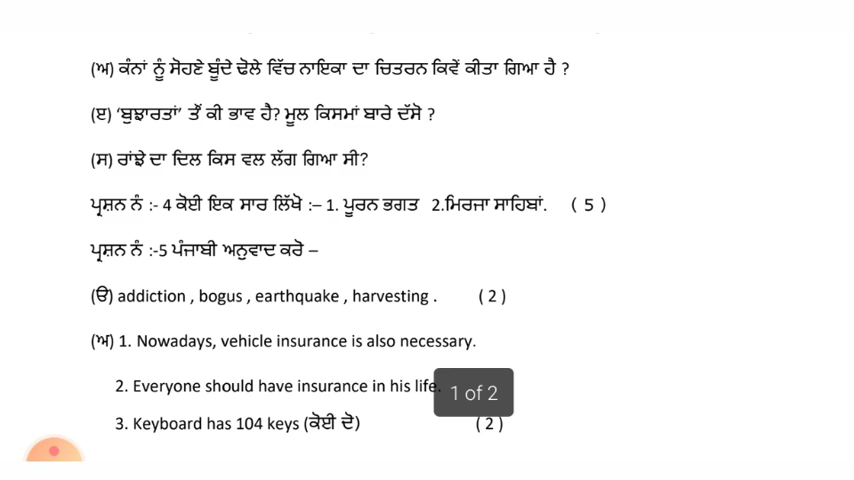 (ਅ) ਕੰਨਾਂ ਨੂੰ ਸੋਹਣੇ ਬੂੰਦੇ ਢੋਲੇ ਵਿੱਚ ਨਾਇਕਾ ਦਾ ਚਿਤਰਨ ਕਿਵੇਂ ਕੀਤਾ ਗਿਆ ਹੈ ?
(ੲ) ‘ਬੁਝਾਰਤਾਂ’ ਤੋਂ ਕੀ ਭਾਵ ਹੈ? ਮੂਲ ਕਿਸਮਾਂ ਬਾਰੇ ਦੱਸੋ ?
(ਸ) ਰਾਂਝੇ ਦਾ ਦਿਲ ਕਿਸ ਵਲ ਲੱਗ ਗਿਆ ਸੀ?
ਪ੍ਰਸ਼ਨ ਨੰ :- 4 ਕੋਈ ਇਕ ਸਾਰ ਲਿੱਖੋ :– 1. ਪੂਰਨ ਭਗਤ 2.ਮਿਰਜਾ ਸਾਹਿਬਾਂ. ( 5 )
ਪ੍ਰਸ਼ਨ ਨੰ :-5 ਪੰਜਾਬੀ ਅਨੁਵਾਦ ਕਰੋ –
(ੳ) addiction , bogus , earthquake , harvesting . ( 2 )
(ਅ) 1. Nowadays, vehicle insurance is also necessary.
2. Everyone should have insurance in his life.
1 of 2
3. Keyboard has 104 keys (ਕੋਈ ਦੋ) ( 2 )